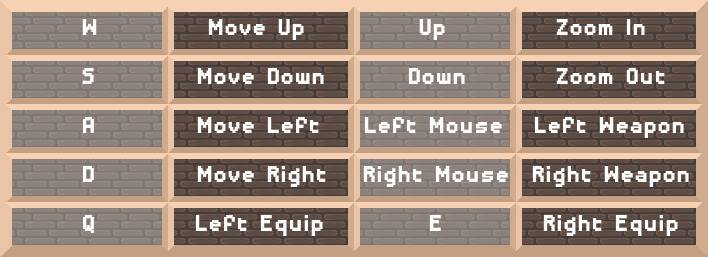 W Move Up Up Zoom In
S Move Down Down Zoom Out
A Move Left Left Mouse Left Weapon
D Move Right Right Mouse Right Weapon
Q Left Equip E Right Equip